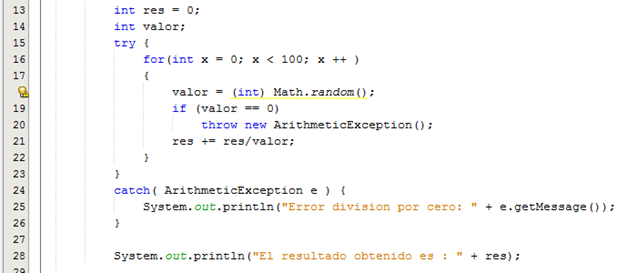 13 int res = 0;
14 int valor;
15 try {
16 for(int x = 0; x < 100; x ++ )
17 {
valor = (int) Math.random();
19 if (valor == 0)
20 throw new ArithmeticException();
21 res += res/valor;
22 }
23 }
24 catch( ArithmeticException e ) {
25 System.out.println("Error division por cero: " + e.getMessage());
26 }
27
28 System.out.println("El resultado obtenido es : " + res);
29